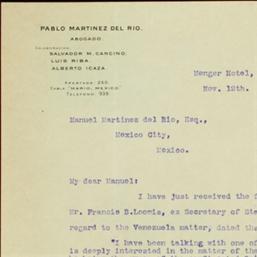 PABLO MARTINEZ DEL RIO.
ABOGADO.
COLABORACION:
SALVADOR M. CANCINO.
LUIS RIBA.
ALBERTO ICAZA.
APARTADO 250.
CABLE "MARIO, MEXICO"
TELEFONO
Menger Hotel,
Nov. 12th.
Manuel Martinez del Rio, Esq.,
Mexico City,
Mexico.
My dear Manuel:
I have just received the f
Mr. Francis B.Loomis, ex Secretary of Sta
regard to the Venezuela matter, dated th
"I have been talking with one of
is deeply interested in the matter of the